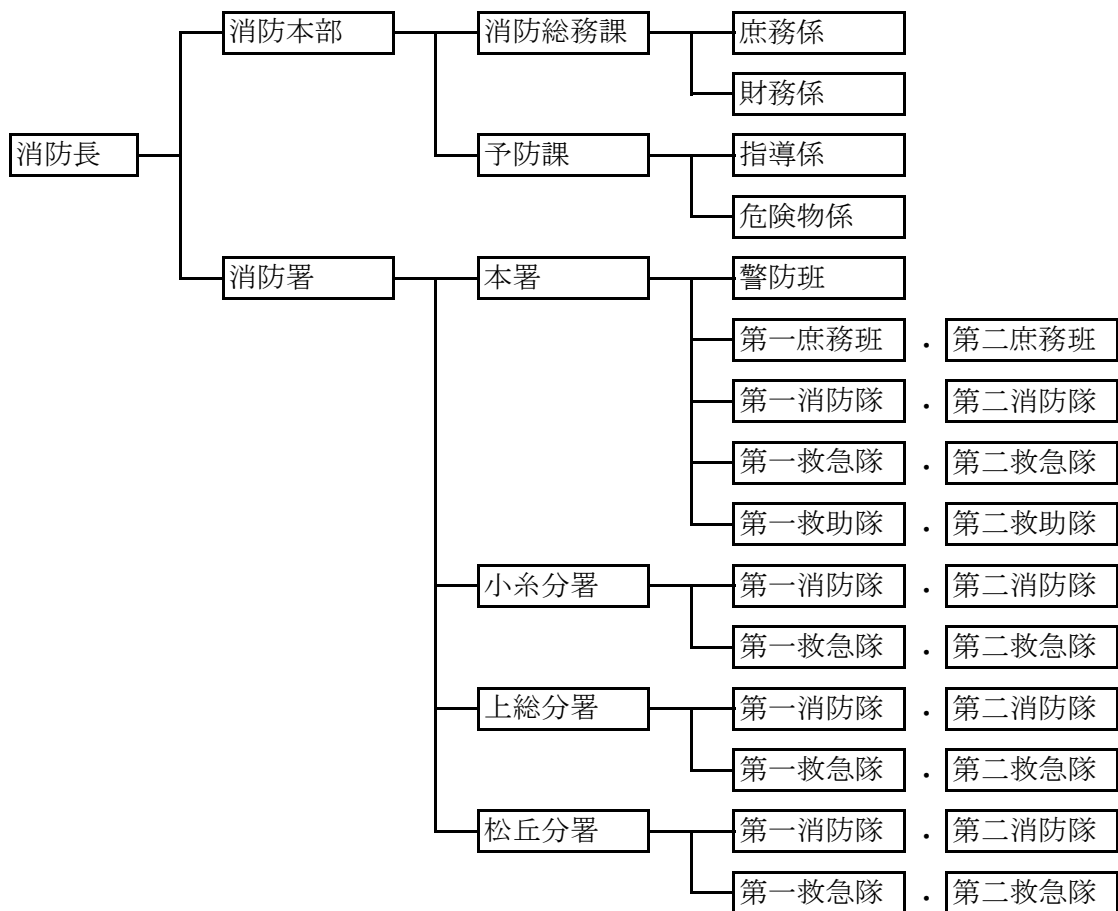 消防本部 消防総務課 庶務係
財務係
消防長 予防課 指導係
危険物係
消防署 本署 警防班
第一庶務班 . 第二庶務班
第一消防隊 . 第二消防隊
第一救急隊 . 第二救急隊
第一救助隊 . 第二救助隊
小糸分署 第一消防隊 . 第二消防隊
第一救急隊 . 第二救急隊
上総分署 第一消防隊 . 第二消防隊
第一救急隊 . 第二救急隊
松丘分署 第一消防隊 . 第二消防隊
第一救急隊 . 第二救急隊